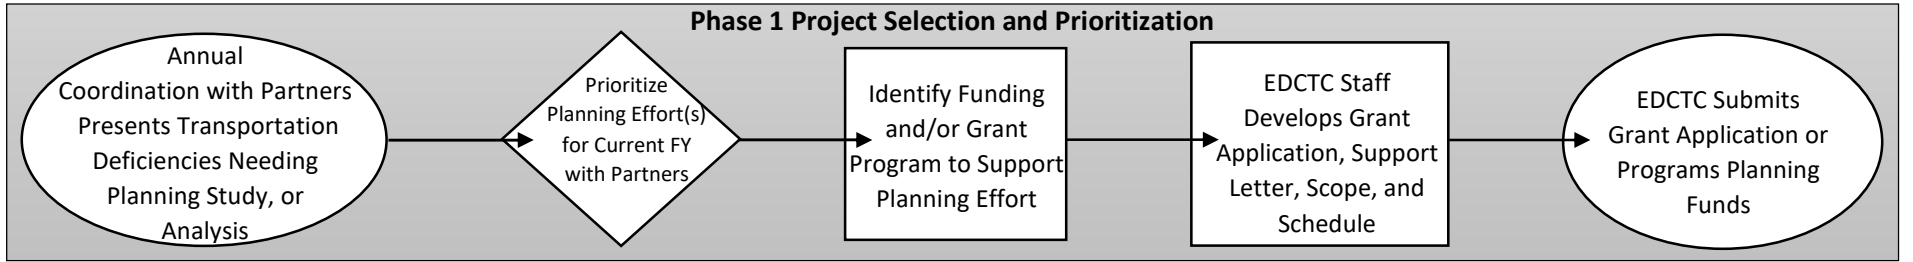 Phase 1 Project Selection and Prioritization
Annual
Coordination with Partners
Presents Transportation
Deficiencies Needing
Planning Study, or
Analysis
Prioritize
Planning Effort(s)
for Current FY
with Partners
Identify Funding
and/or Grant
Program to Support
Planning Effort
EDCTC Staff
Develops Grant
Application, Support
Letter, Scope, and
Schedule
EDCTC Submits
Grant Application or
Programs Planning
Funds